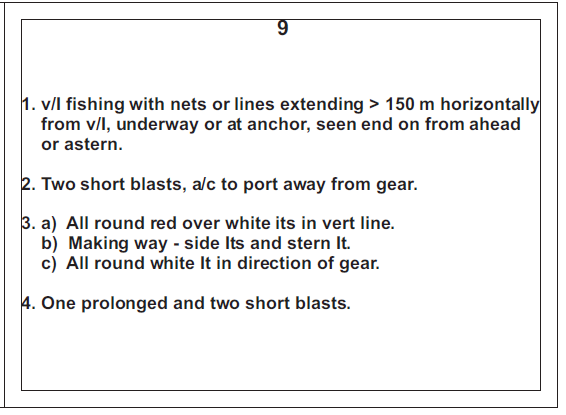 9
1. v/l fishing with nets or lines extending > 150 m horizontally
from v/l, underway or at anchor, seen end on from ahead
or astern.
2. Two short blasts, a/c to port away from gear.
3. a) All round red over white its in vert line.
b) Making way - side lts and stern lt.
c) All round white lt in direction of gear.
4. One prolonged and two short blasts.